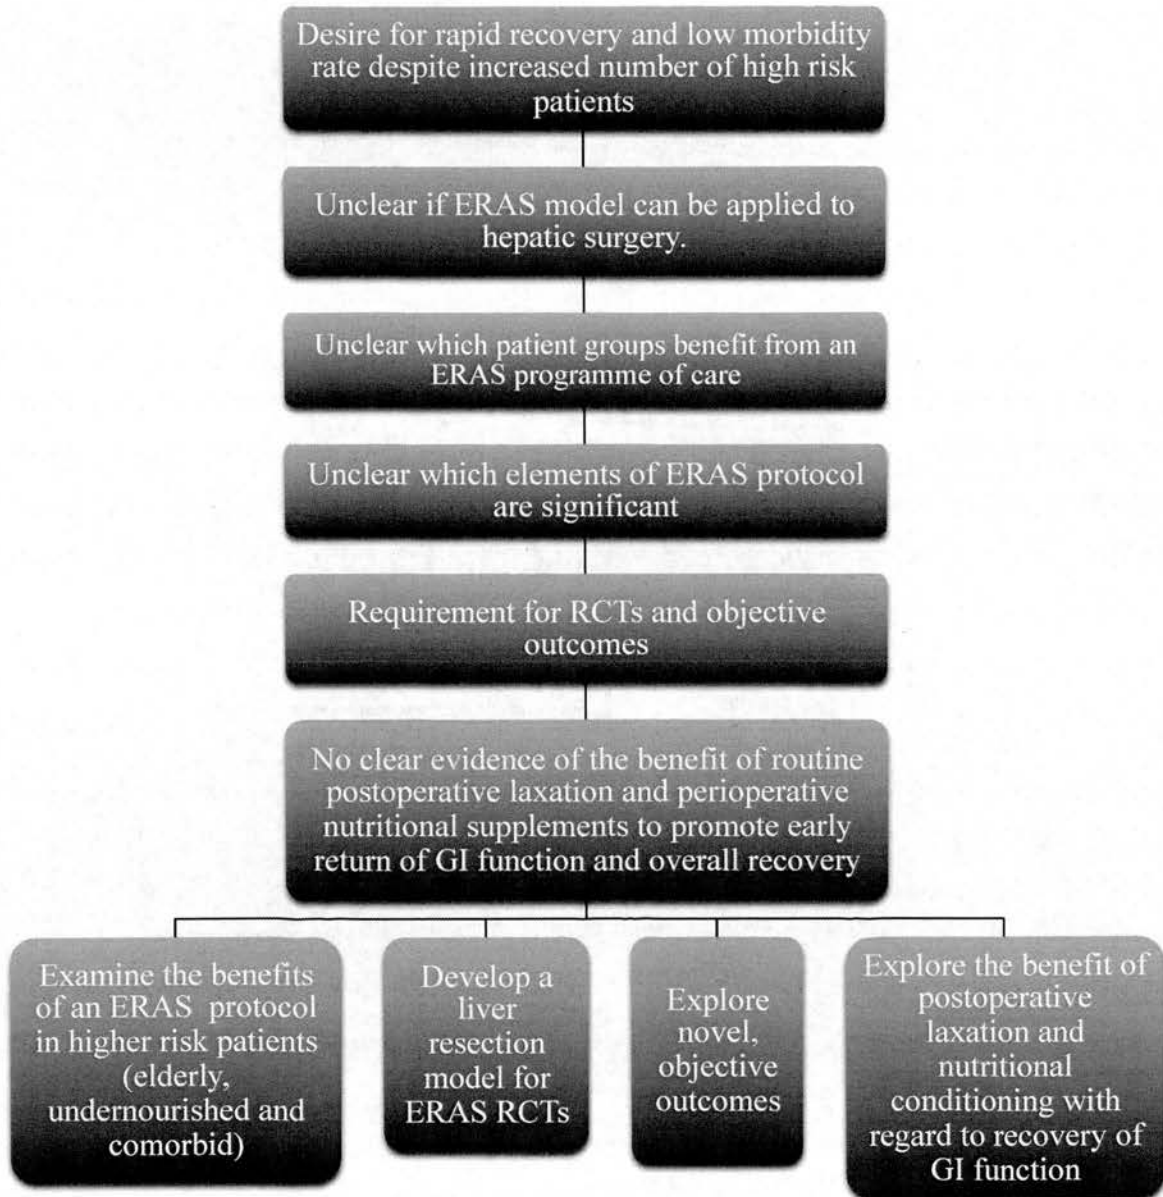 Desire for rapid recovery and low morbidity
rate despite increased number of high risk
patients
Unclear if ERAS model can be applied to
hepatic surgery.
Unclear which patient groups benefit from an
ERAS programme of care
Unclear which elements of ERAS protocol
are significant
Requirement for RCTs and objective
outcomes
No clear evidence of the benefit of routine
postoperative laxation and perioperative
nutritional supplements to promote early
return of GI function and overall recovery
Examine the benefits
of an ERAS protocol
in higher risk patients
(elderly,
undernourished and
comorbid)
Develop a
liver
resection
model for
ERAS RCTs
Explore
novel,
objective
outcomes
Explore the benefit of
postoperative
laxation and
nutritional
conditioning with
regard to recovery of
GI function